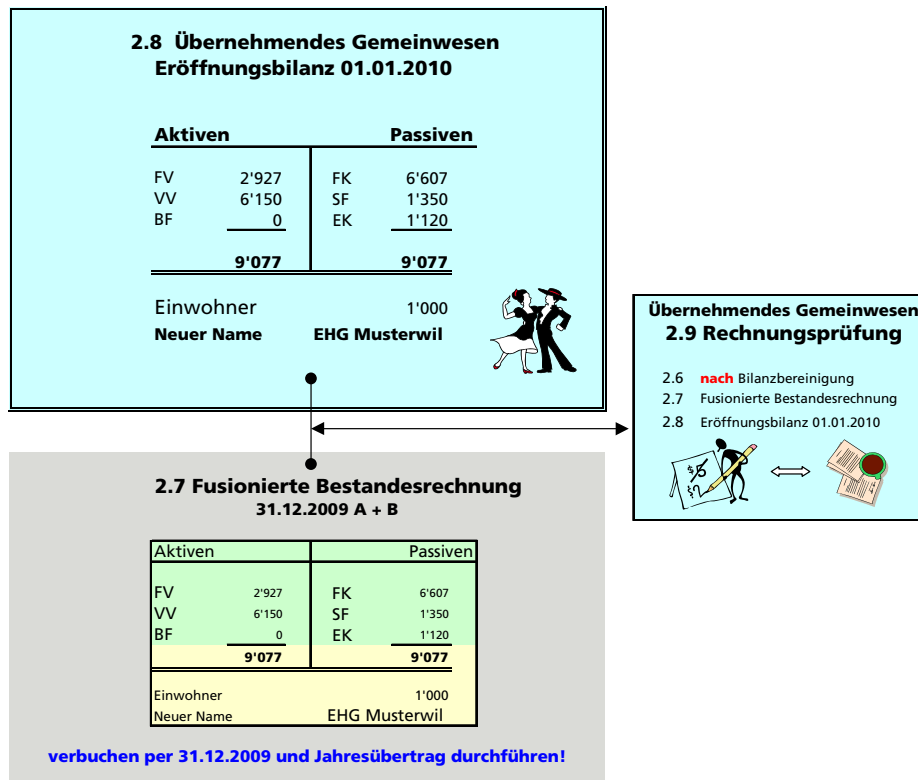 2.8 Übernehmendes Gemeinwesen
Eröffnungsbilanz 01.01.2010
Aktiven Passiven
FV 2'927 FK 6'607
VV 6'150 SF 1'350
BF 0 EK 1'120
9'077 9'077
Einwohner 1'000
Neuer Name EHG Musterwil
Übernehmendes Gemeinwesen
2.9 Rechnungsprüfung
2.6 nach Bilanzbereinigung
2.7 Fusionierte Bestandesrechnung
2.8 Eröffnungsbilanz 01.01.2010
2.7 Fusionierte Bestandesrechnung
31.12.2009 A + B
Aktiven Passiven
FV 2'927 FK 6'607
VV 6'150 SF 1'350
BF 0 EK 1'120
9'077 9'077
Einwohner 1'000
Neuer Name EHG Musterwil
verbuchen per 31.12.2009 und Jahresübertrag durchführen!